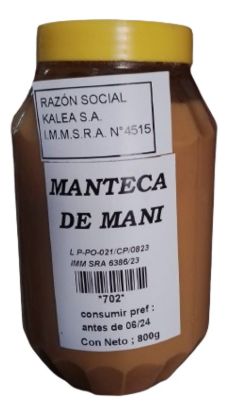 RAZÓN SOCIAL
KALEA S.A.
I.M.M.S.R.A. N°4515
MANTECA
DE MANI
L P-PO-021/CP/0823
IMM SRA 6386/23
*702*
consumir pref :
antes de 06/24
Con Neto ; 800g